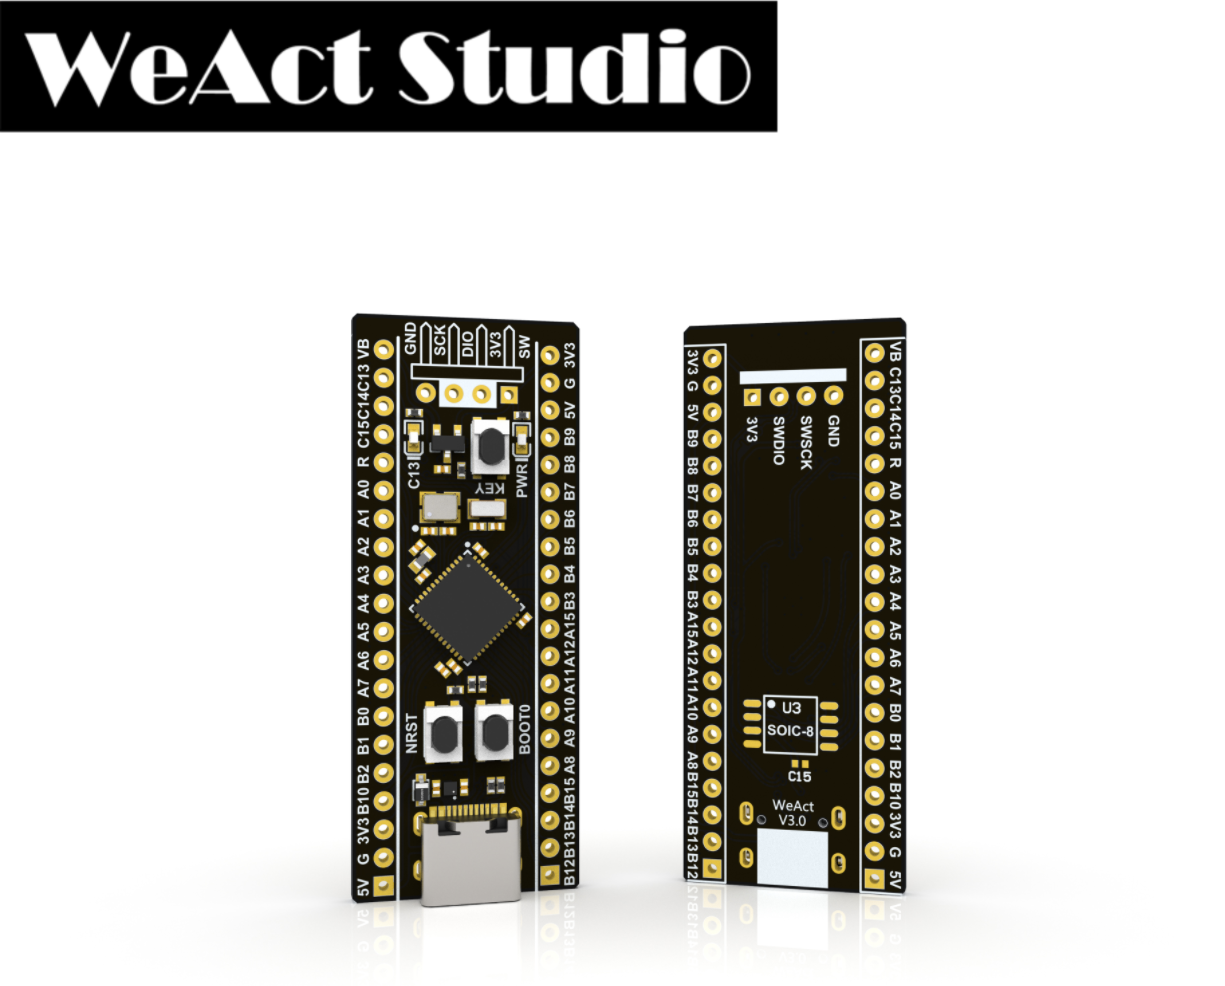 WeAct Studio
GND
SCK
DIO
3V3
SW
VB
C13
C14
C15
R
A0
A1
A2
A3
A4
A5
A6
A7
B0
B1
B2
B10
3V3
G
5V
C13
KEY
PWR
NRST
BOOT0
3V3
G
5V
B9
B8
B7
B6
B5
B4
B3
A15
A12
A11
A10
A9
A8
B15
B14
B13
B12
3V3
G
5V
B9
B8
B7
B6
B5
B4
B3
A15
A12
A11
A10
A9
A8
B15
B14
B13
B12
3V3
SWDIO
SWSCK
GND
U3
SOIC-8
C15
WeAct
V3.0
VB
C13
C14
C15
R
A0
A1
A2
A3
A4
A5
A6
A7
B0
B1
B2
B10
3V3
G
5V